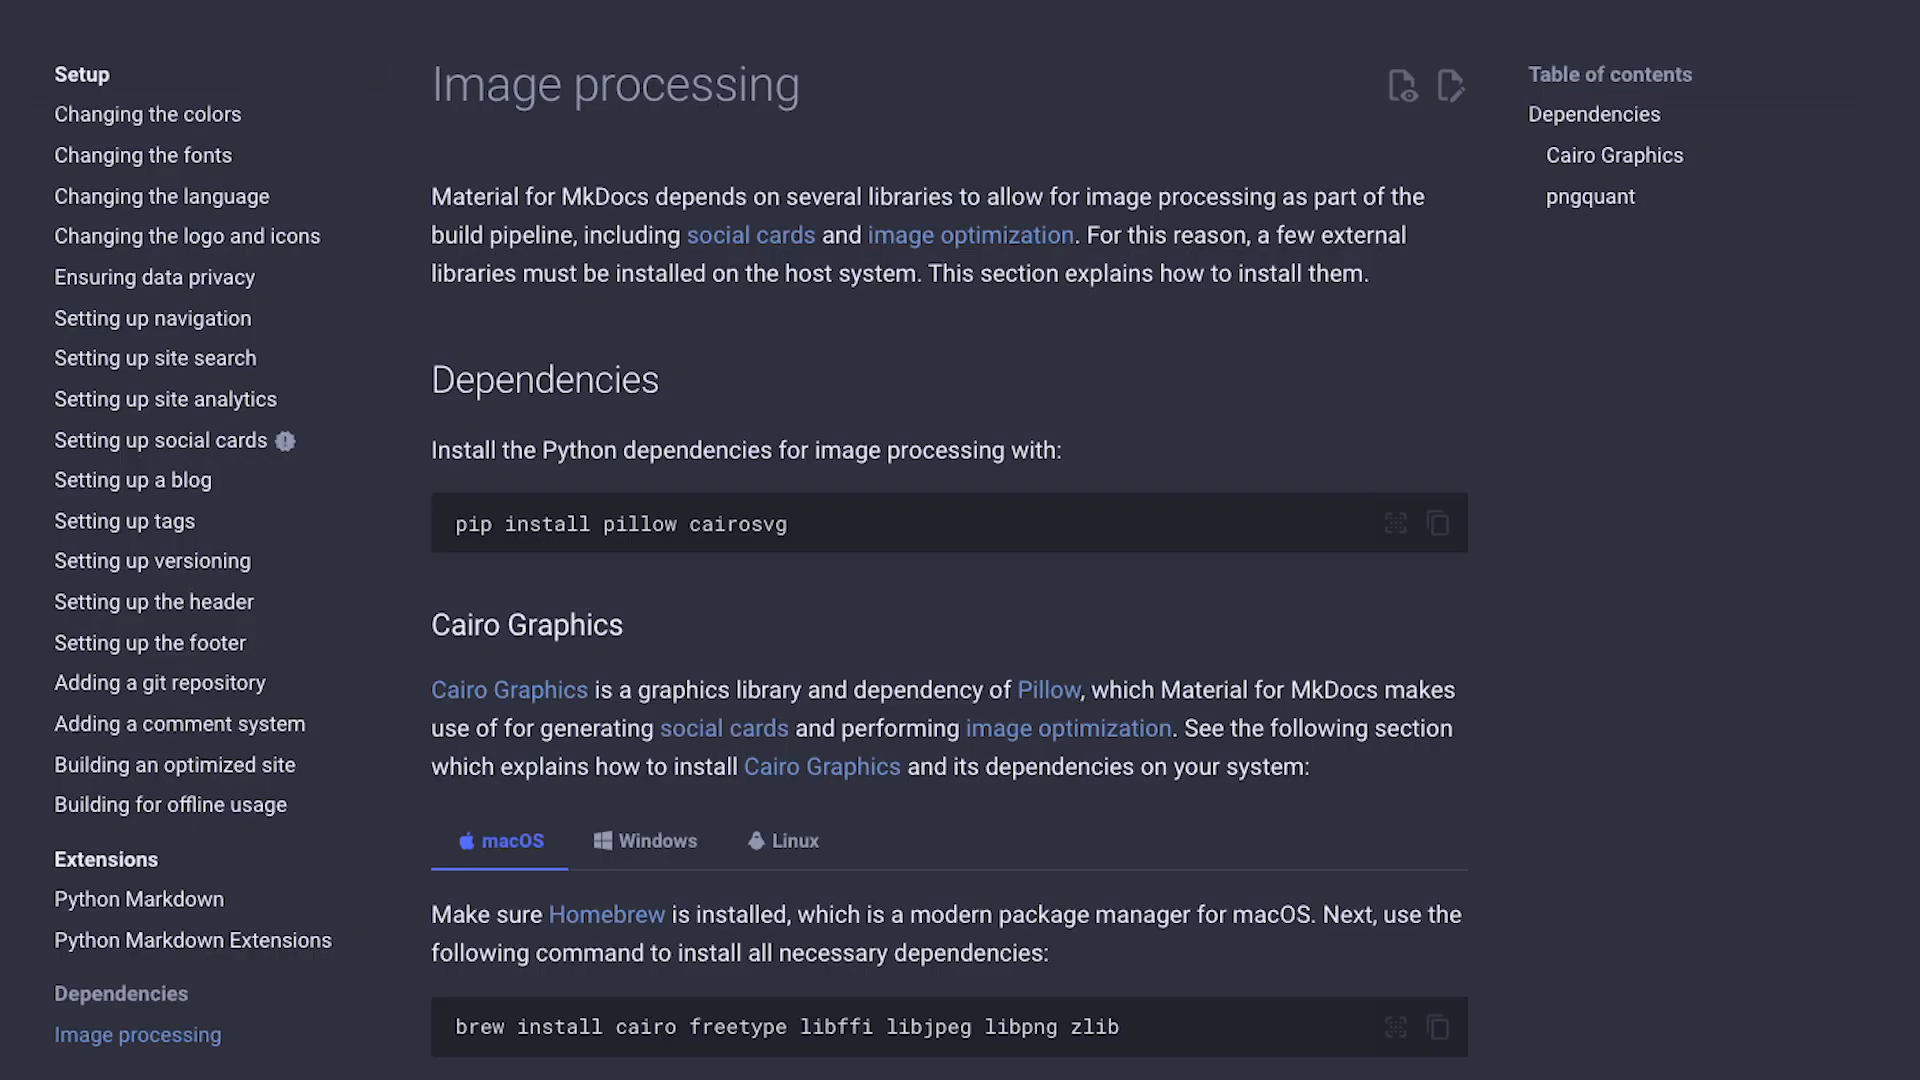 Setup
Changing the colors
Changing the fonts
Changing the language
Changing the logo and icons
Ensuring data privacy
Setting up navigation
Setting up site search
Setting up site analytics
Setting up social cards
Setting up a blog
Setting up tags
Setting up versioning
Setting up the header
Setting up the footer
Adding a git repository
Adding a comment system
Building an optimized site
Building for offline usage
Extensions
Python Markdown
Python Markdown Extensions
Dependencies
Image processing
Image processing
Material for MkDocs depends on several libraries to allow for image processing as part of the
build pipeline, including social cards and image optimization. For this reason, a few external
libraries must be installed on the host system. This section explains how to install them.
Dependencies
Install the Python dependencies for image processing with:
pip install pillow cairosvg
Cairo Graphics
Cairo Graphics is a graphics library and dependency of Pillow, which Material for MkDocs makes
use of for generating social cards and performing image optimization. See the following section
which explains how to install Cairo Graphics and its dependencies on your system:
macOS Windows Linux
Make sure Homebrew is installed, which is a modern package manager for macOS. Next, use the
following command to install all necessary dependencies:
brew install cairo freetype libffi libjpeg libpng zlib
Table of contents
Dependencies
Cairo Graphics
pngquant